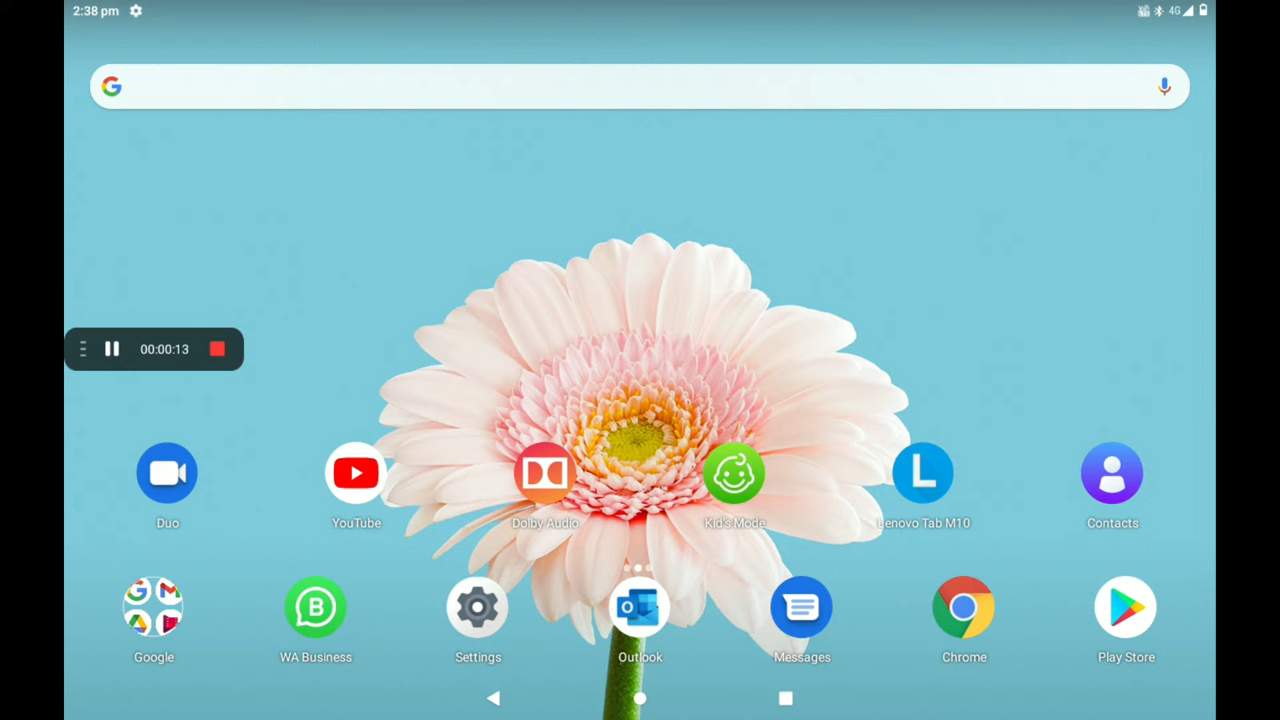 2:38 pm
4G
00:00:13
Duo
YouTube
Dolby Audio
Kid's Mode
Lenovo Tab M10
Contacts
Google
WA Business
Settings
Outlook
Messages
Chrome
Play Store